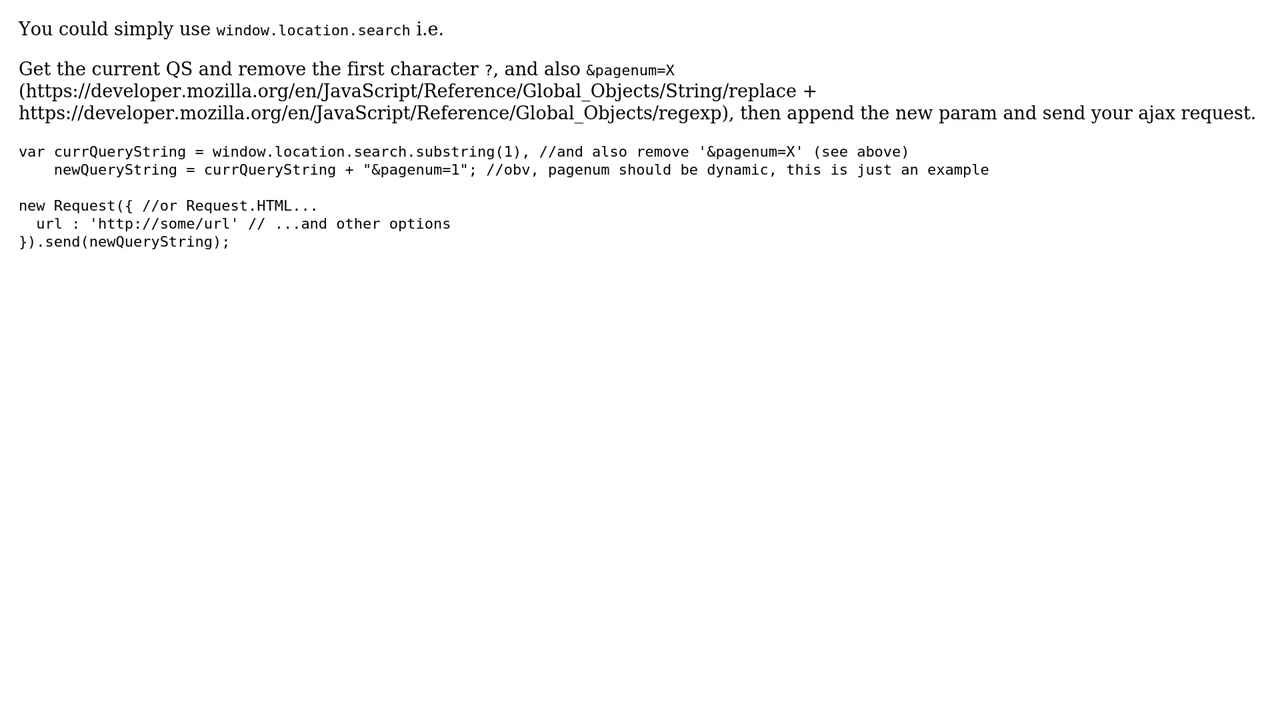 You could simply use window.location.search i.e.
Get the current QS and remove the first character ?, and also &pagenum=X
(https://developer.mozilla.org/en/JavaScript/Reference/Global_Objects/String/replace +
https://developer.mozilla.org/en/JavaScript/Reference/Global_Objects/regexp), then append the new param and send your ajax request.
var currQueryString = window.location.search.substring(1), //and also remove '&pagenum=X' (see above)
    newQueryString = currQueryString + "&pagenum=1"; //obv, pagenum should be dynamic, this is just an example
new Request({ //or Request.HTML...
  url : 'http://some/url' // ...and other options
}).send(newQueryString);